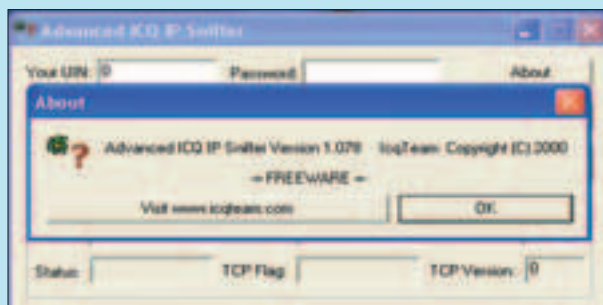 Advanced ICQ IP Sniffer
Your UIN: 0 Password: About
About
Advanced ICQ IP Sniffer Version 1.078 IcqTeam. Copyright (C) 2000
-= FREEWARE =-
Visit www.icqteam.com OK
Status: TCP Flag: TCP Version: 0